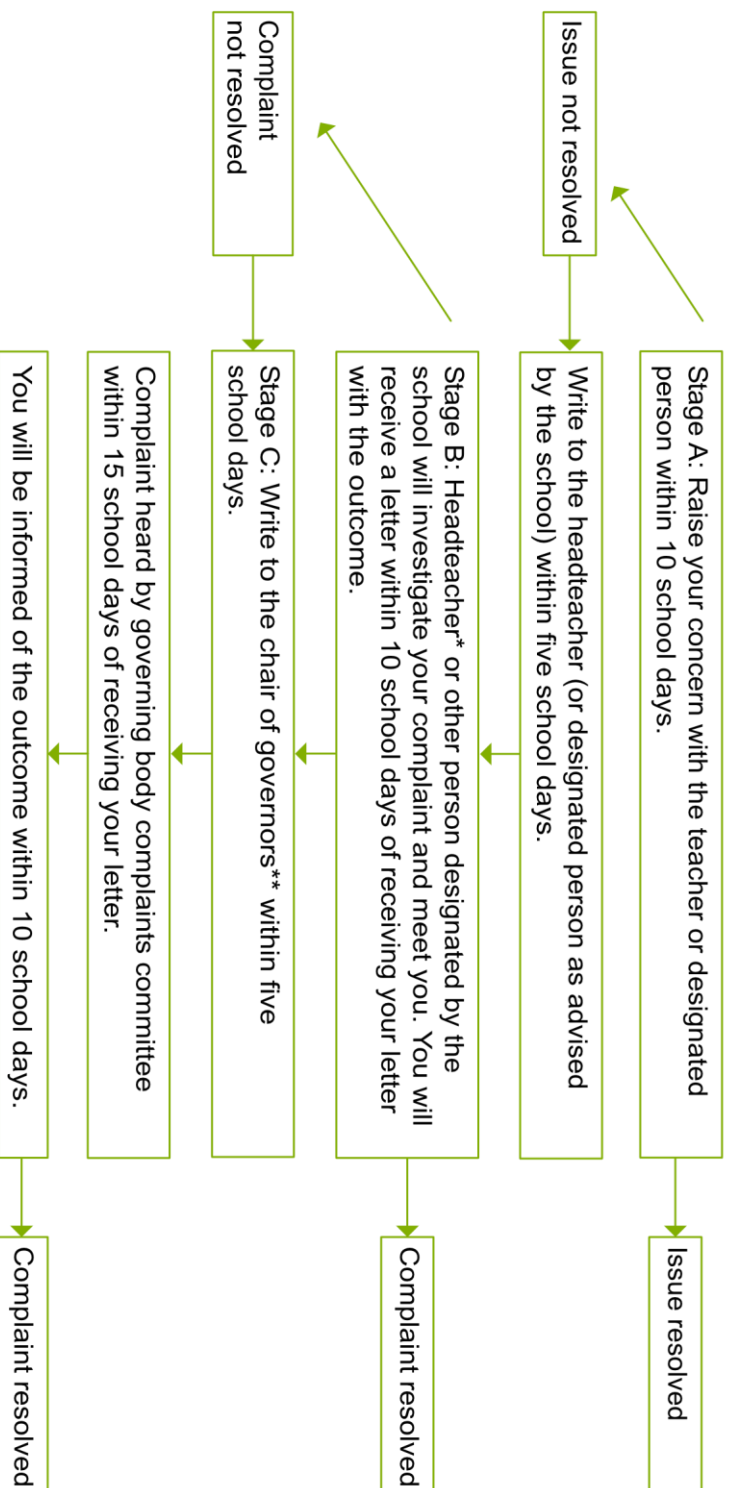 Stage A: Raise your concern with the teacher or designated
person within 10 school days.
Issue resolved
Issue not resolved
Write to the headteacher (or designated person as advised
by the school) within five school days.
Stage B: Headteacher* or other person designated by the
school will investigate your complaint and meet you. You will
receive a letter within 10 school days of receiving your letter
with the outcome.
Complaint resolved
Complaint
not resolved
Stage C: Write to the chair of governors** within five
school days.
Complaint heard by governing body complaints committee
within 15 school days of receiving your letter.
You will be informed of the outcome within 10 school days.
Complaint resolved